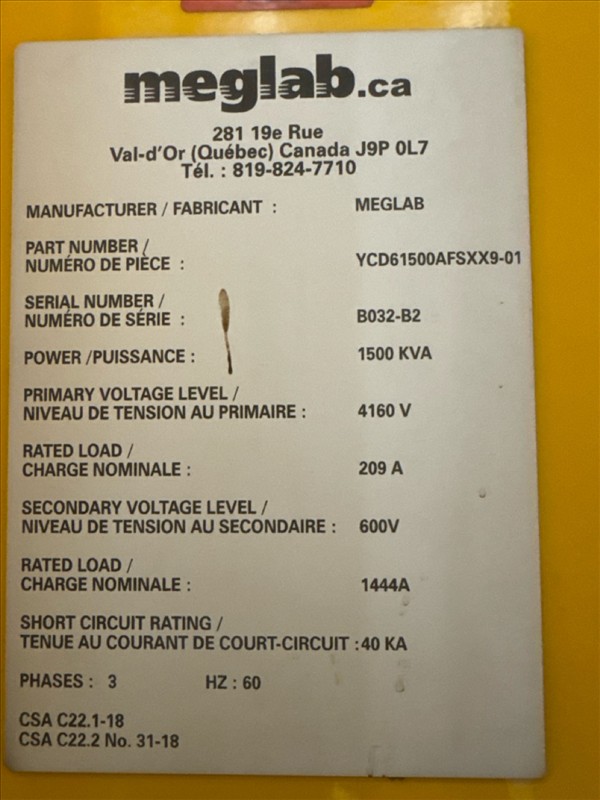 meglab.ca
281 19e Rue
Val-d'Or (Québec) Canada J9P 0L7
Tél. : 819-824-7710
MANUFACTURER / FABRICANT : MEGLAB
PART NUMBER /
NUMÉRO DE PIÈCE : YCD61500AFSXX9-01
SERIAL NUMBER /
NUMÉRO DE SÉRIE : B032-B2
POWER /PUISSANCE : 1500 KVA
PRIMARY VOLTAGE LEVEL /
NIVEAU DE TENSION AU PRIMAIRE : 4160 V
RATED LOAD /
CHARGE NOMINALE : 209 A
SECONDARY VOLTAGE LEVEL /
NIVEAU DE TENSION AU SECONDAIRE : 600V
RATED LOAD /
CHARGE NOMINALE : 1444A
SHORT CIRCUIT RATING /
TENUE AU COURANT DE COURT-CIRCUIT : 40 KA
PHASES : 3 HZ : 60
CSA C22.1-18
CSA C22.2 No. 31-18